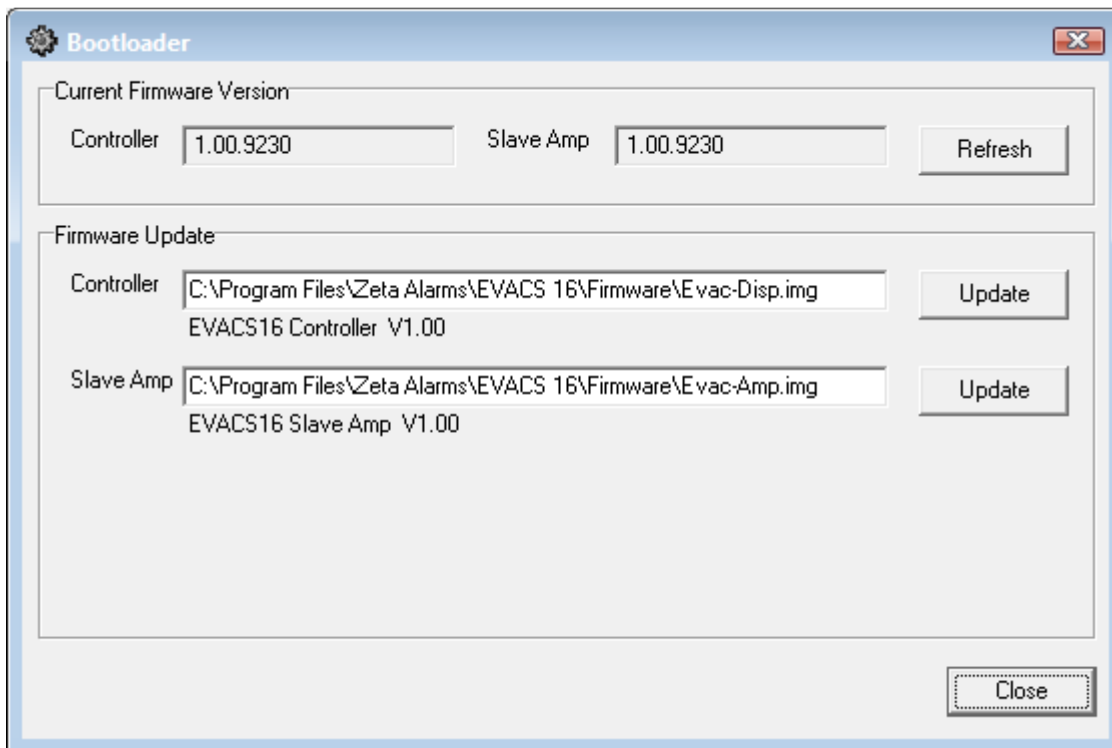 Bootloader
Current Firmware Version
Controller 1.00.9230 Slave Amp 1.00.9230 Refresh
Firmware Update
Controller C:\Program Files\Zeta Alarms\EVACS 16\Firmware\Evac-Disp.img Update
EVACS16 Controller V1.00
Slave Amp C:\Program Files\Zeta Alarms\EVACS 16\Firmware\Evac-Amp.img Update
EVACS16 Slave Amp V1.00
Close